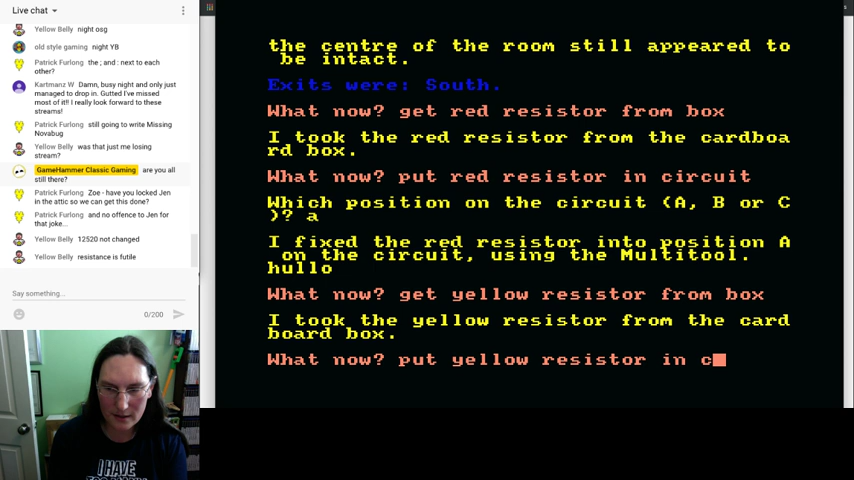 Live chat
Yellow Belly night osg
old style gaming night YB
Patrick Furlong the ; and : next to each
other?
Kartmanz W Damn, busy night and only just
managed to drop in. Gutted I've missed
most of it!! I really look forward to these
streams!
Patrick Furlong still going to write Missing
Novabug
Yellow Belly was that just me losing
stream?
GameHammer Classic Gaming are you all
still there?
Patrick Furlong Zoe - have you locked Jen
in the attic so we can get this done?
Patrick Furlong and no offence to Jen for
that joke...
Yellow Belly 12520 not changed
Yellow Belly resistance is futile
Say something...
0/200
the centre of the room still appeared to
be intact.
Exits were: South.
What now? get red resistor from box
I took the red resistor from the cardboa
rd box.
What now? put red resistor in circuit
Which position on the circuit (A, B or C
)? a
I fixed the red resistor into position A
on the circuit, using the Multitool.
hullo
What now? get yellow resistor from box
I took the yellow resistor from the card
board box.
What now? put yellow resistor in c
I HAVE